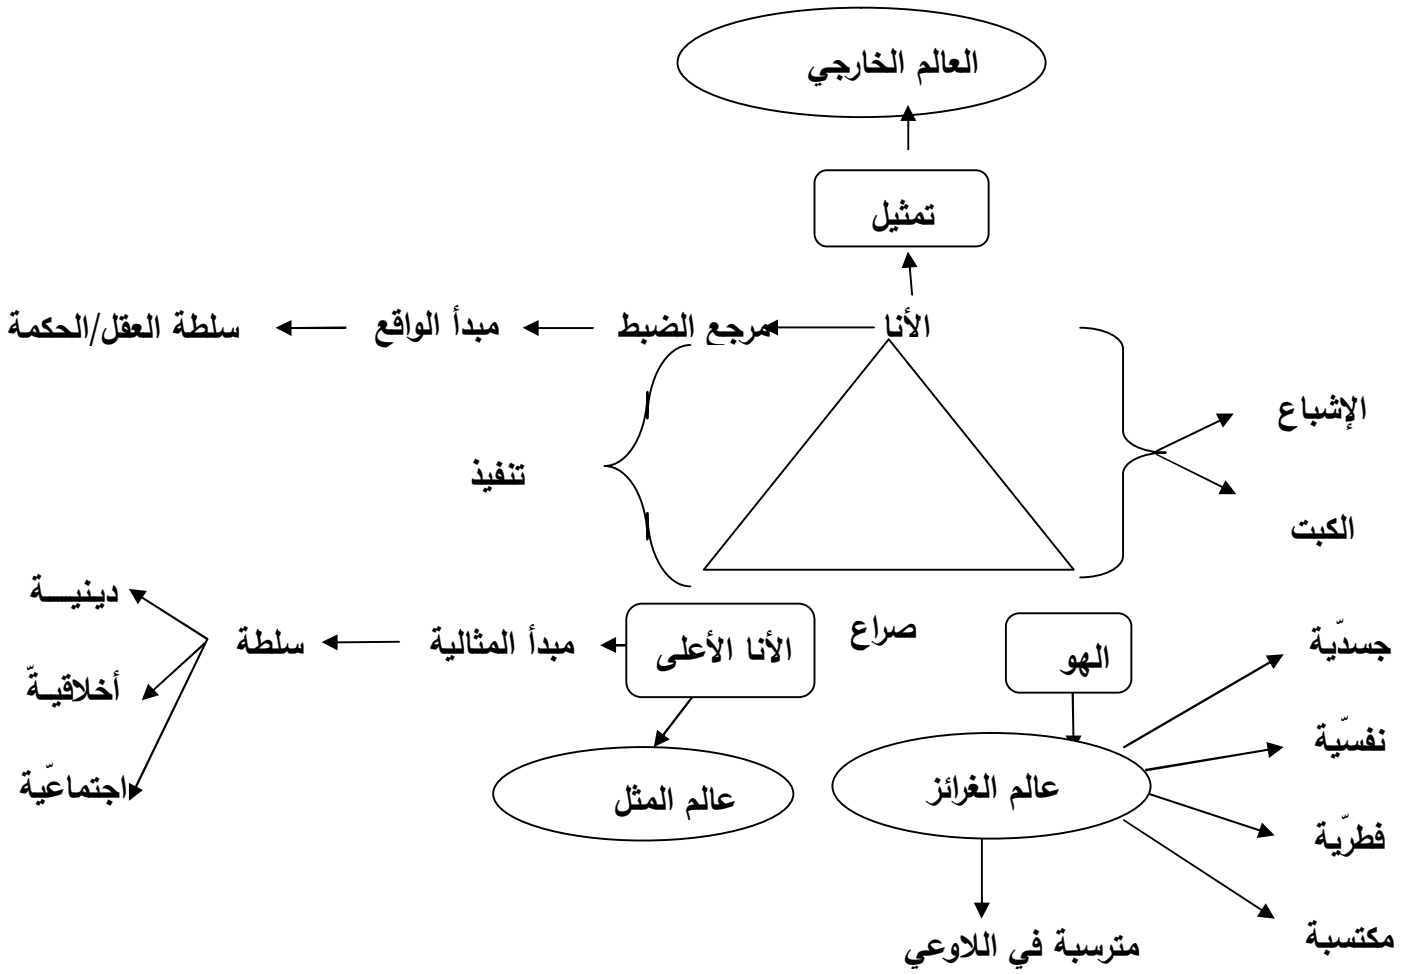 العالم الخارجي
تمثيل
الأنا
مرجع الضبط
مبدأ الواقع
سلطة العقل/الحكمة
الإشباع
تنفيذ
الكبت
دينيـــة
صراع
الهو
جسدّية
الأنا الأعلى
مبدأ المثالية
سلطة
أخلاقيـّة
نفسّية
عالم الغرائز
عالم المثل
اجتماعّية
فطرّية
مكتسبة
مترسبة في اللاوعي